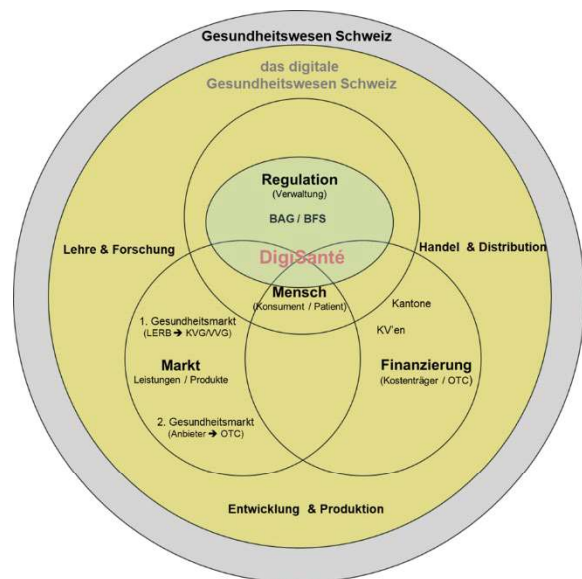 Gesundheitswesen Schweiz
das digitale
Gesundheitswesen Schweiz
Regulation
(Verwaltung)
BAG / BFS
Lehre & Forschung
Handel & Distribution
DigiSanté
Mensch
(Konsument / Patient)
Kantone
1. Gesundheitsmarkt
(LERB ➔ KVG/VVG)
KV'en
Markt
Leistungen / Produkte
Finanzierung
(Kostenträger / OTC)
2. Gesundheitsmarkt
(Anbieter ➔ OTC)
Entwicklung & Produktion